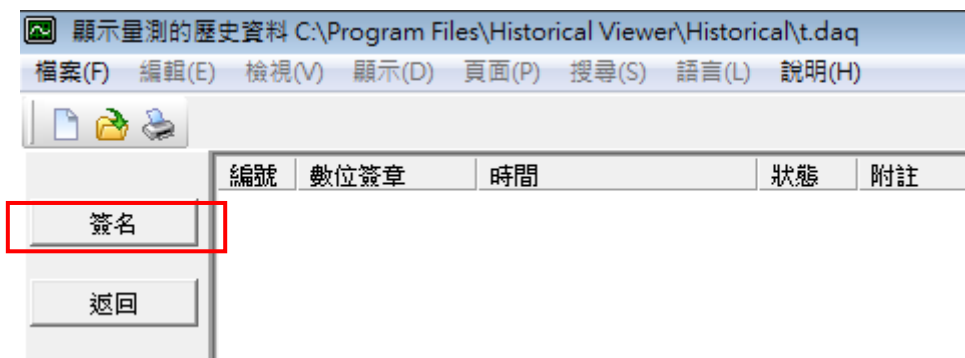 顯示量測的歷史資料 C:\Program Files\Historical Viewer\Historical\t.daq
檔案(F) 編輯(E) 檢視(V) 顯示(D) 頁面(P) 搜尋(S) 語言(L) 說明(H)
編號 數位簽章 時間 狀態 附註
簽名
返回